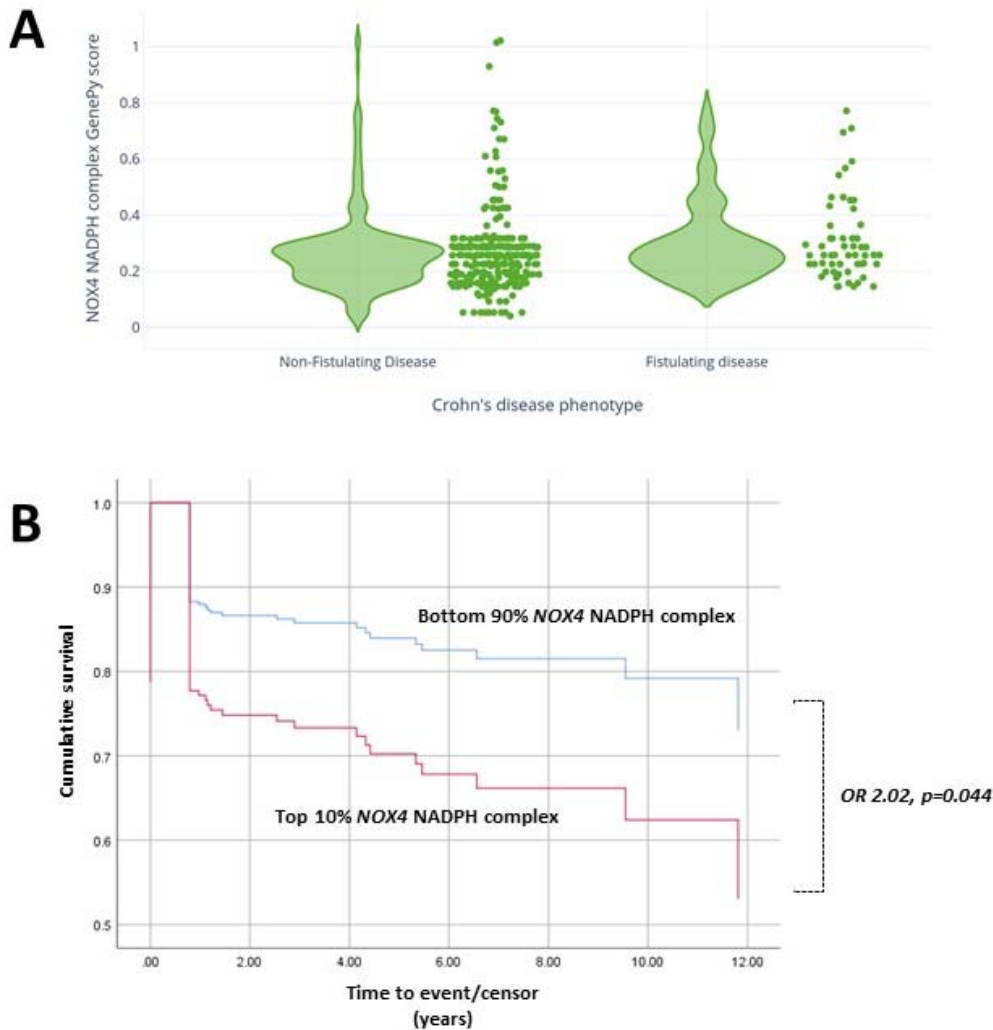 A
NOX4 NADPH complex GenePy score
1
0.8
0.6
0.4
0.2
0
Non-Fistulating Disease
Fistulating disease
Crohn's disease phenotype
B
Cumulative survival
1.0
0.9
0.8
0.7
0.6
0.5
Bottom 90% NOX4 NADPH complex
Top 10% NOX4 NADPH complex
OR 2.02, p=0.044
.00 2.00 4.00 6.00 8.00 10.00 12.00
Time to event/censor
(years)